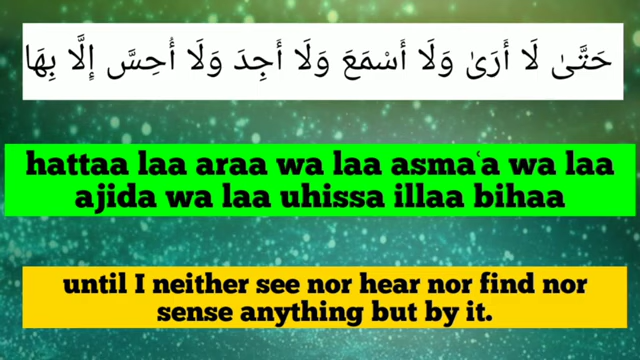 حَتَّىٰ لَا أَرَىٰ وَلَا أَسْمَعَ وَلَا أَجِدَ وَلَا أُحِسَّ إِلَّا بِهَا
hattaa laa araa wa laa asmaʿa wa laa
ajida wa laa uhissa illaa bihaa
until I neither see nor hear nor find nor
sense anything but by it.